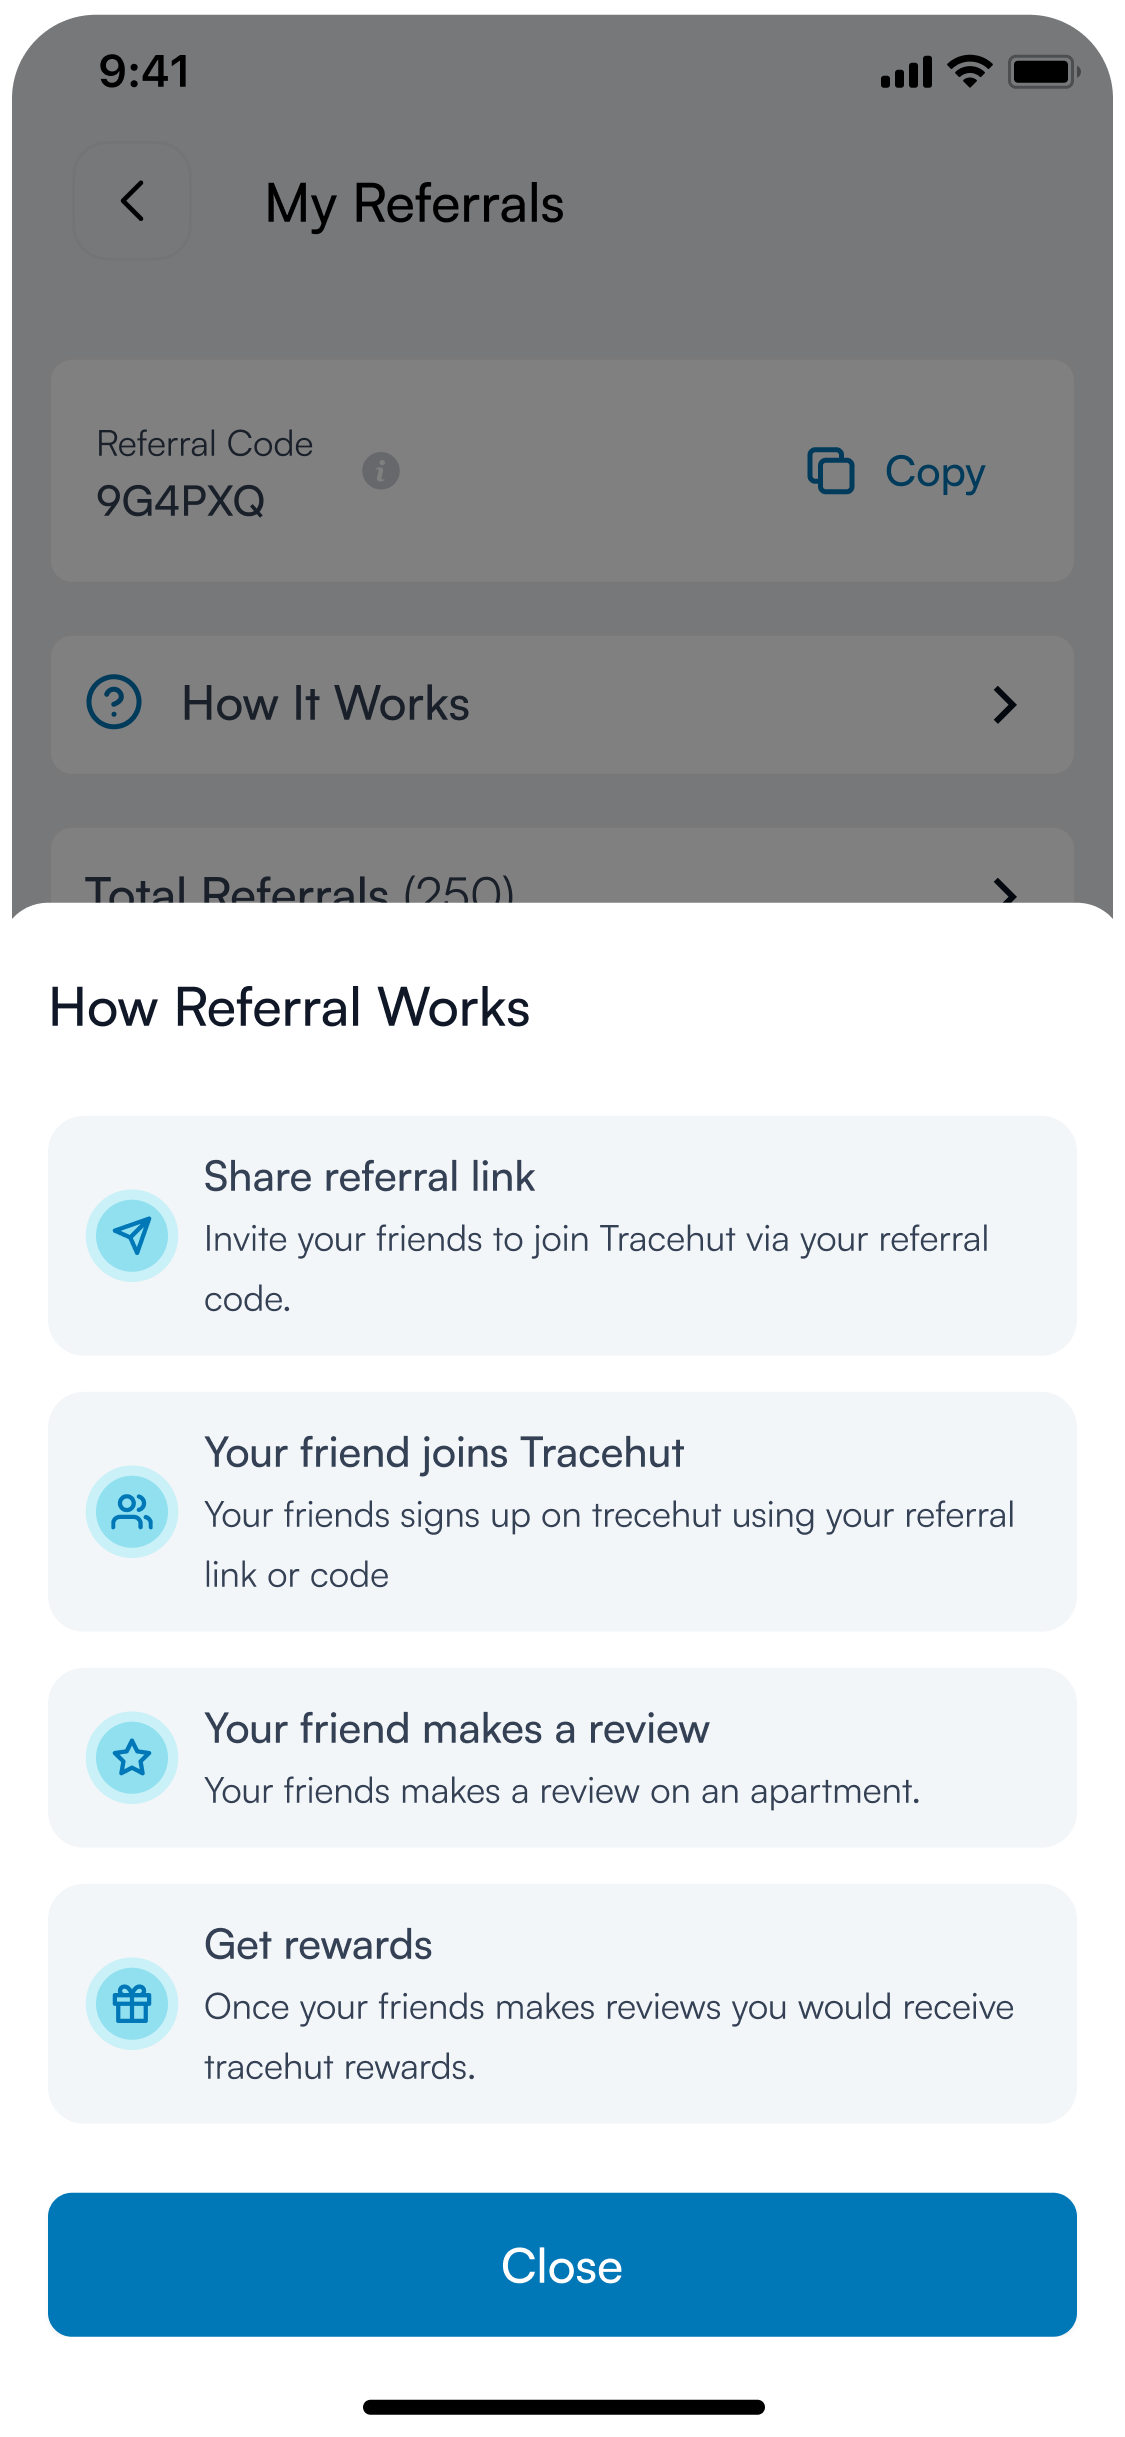 9:41
My Referrals
Referral Code
9G4PXQ
Copy
How It Works
Total Referrals (250)
How Referral Works
Share referral link
Invite your friends to join Tracehut via your referral
code.
Your friend joins Tracehut
Your friends signs up on trecehut using your referral
link or code
Your friend makes a review
Your friends makes a review on an apartment.
Get rewards
Once your friends makes reviews you would receive
tracehut rewards.
Close